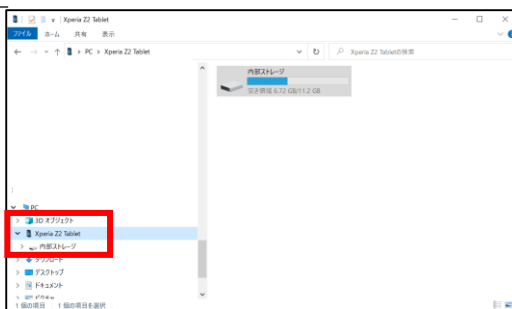 Xperia Z2 Tablet
ファイル ホーム 共有 表示
PC > Xperia Z2 Tablet
Xperia Z2 Tabletの検索
内部ストレージ
空き領域 6.72 GB/11.2 GB
PC
3D オブジェクト
Xperia Z2 Tablet
内部ストレージ
ダウンロード
デスクトップ
ドキュメント
ピクチャ
1 個の項目 1 個の項目を選択